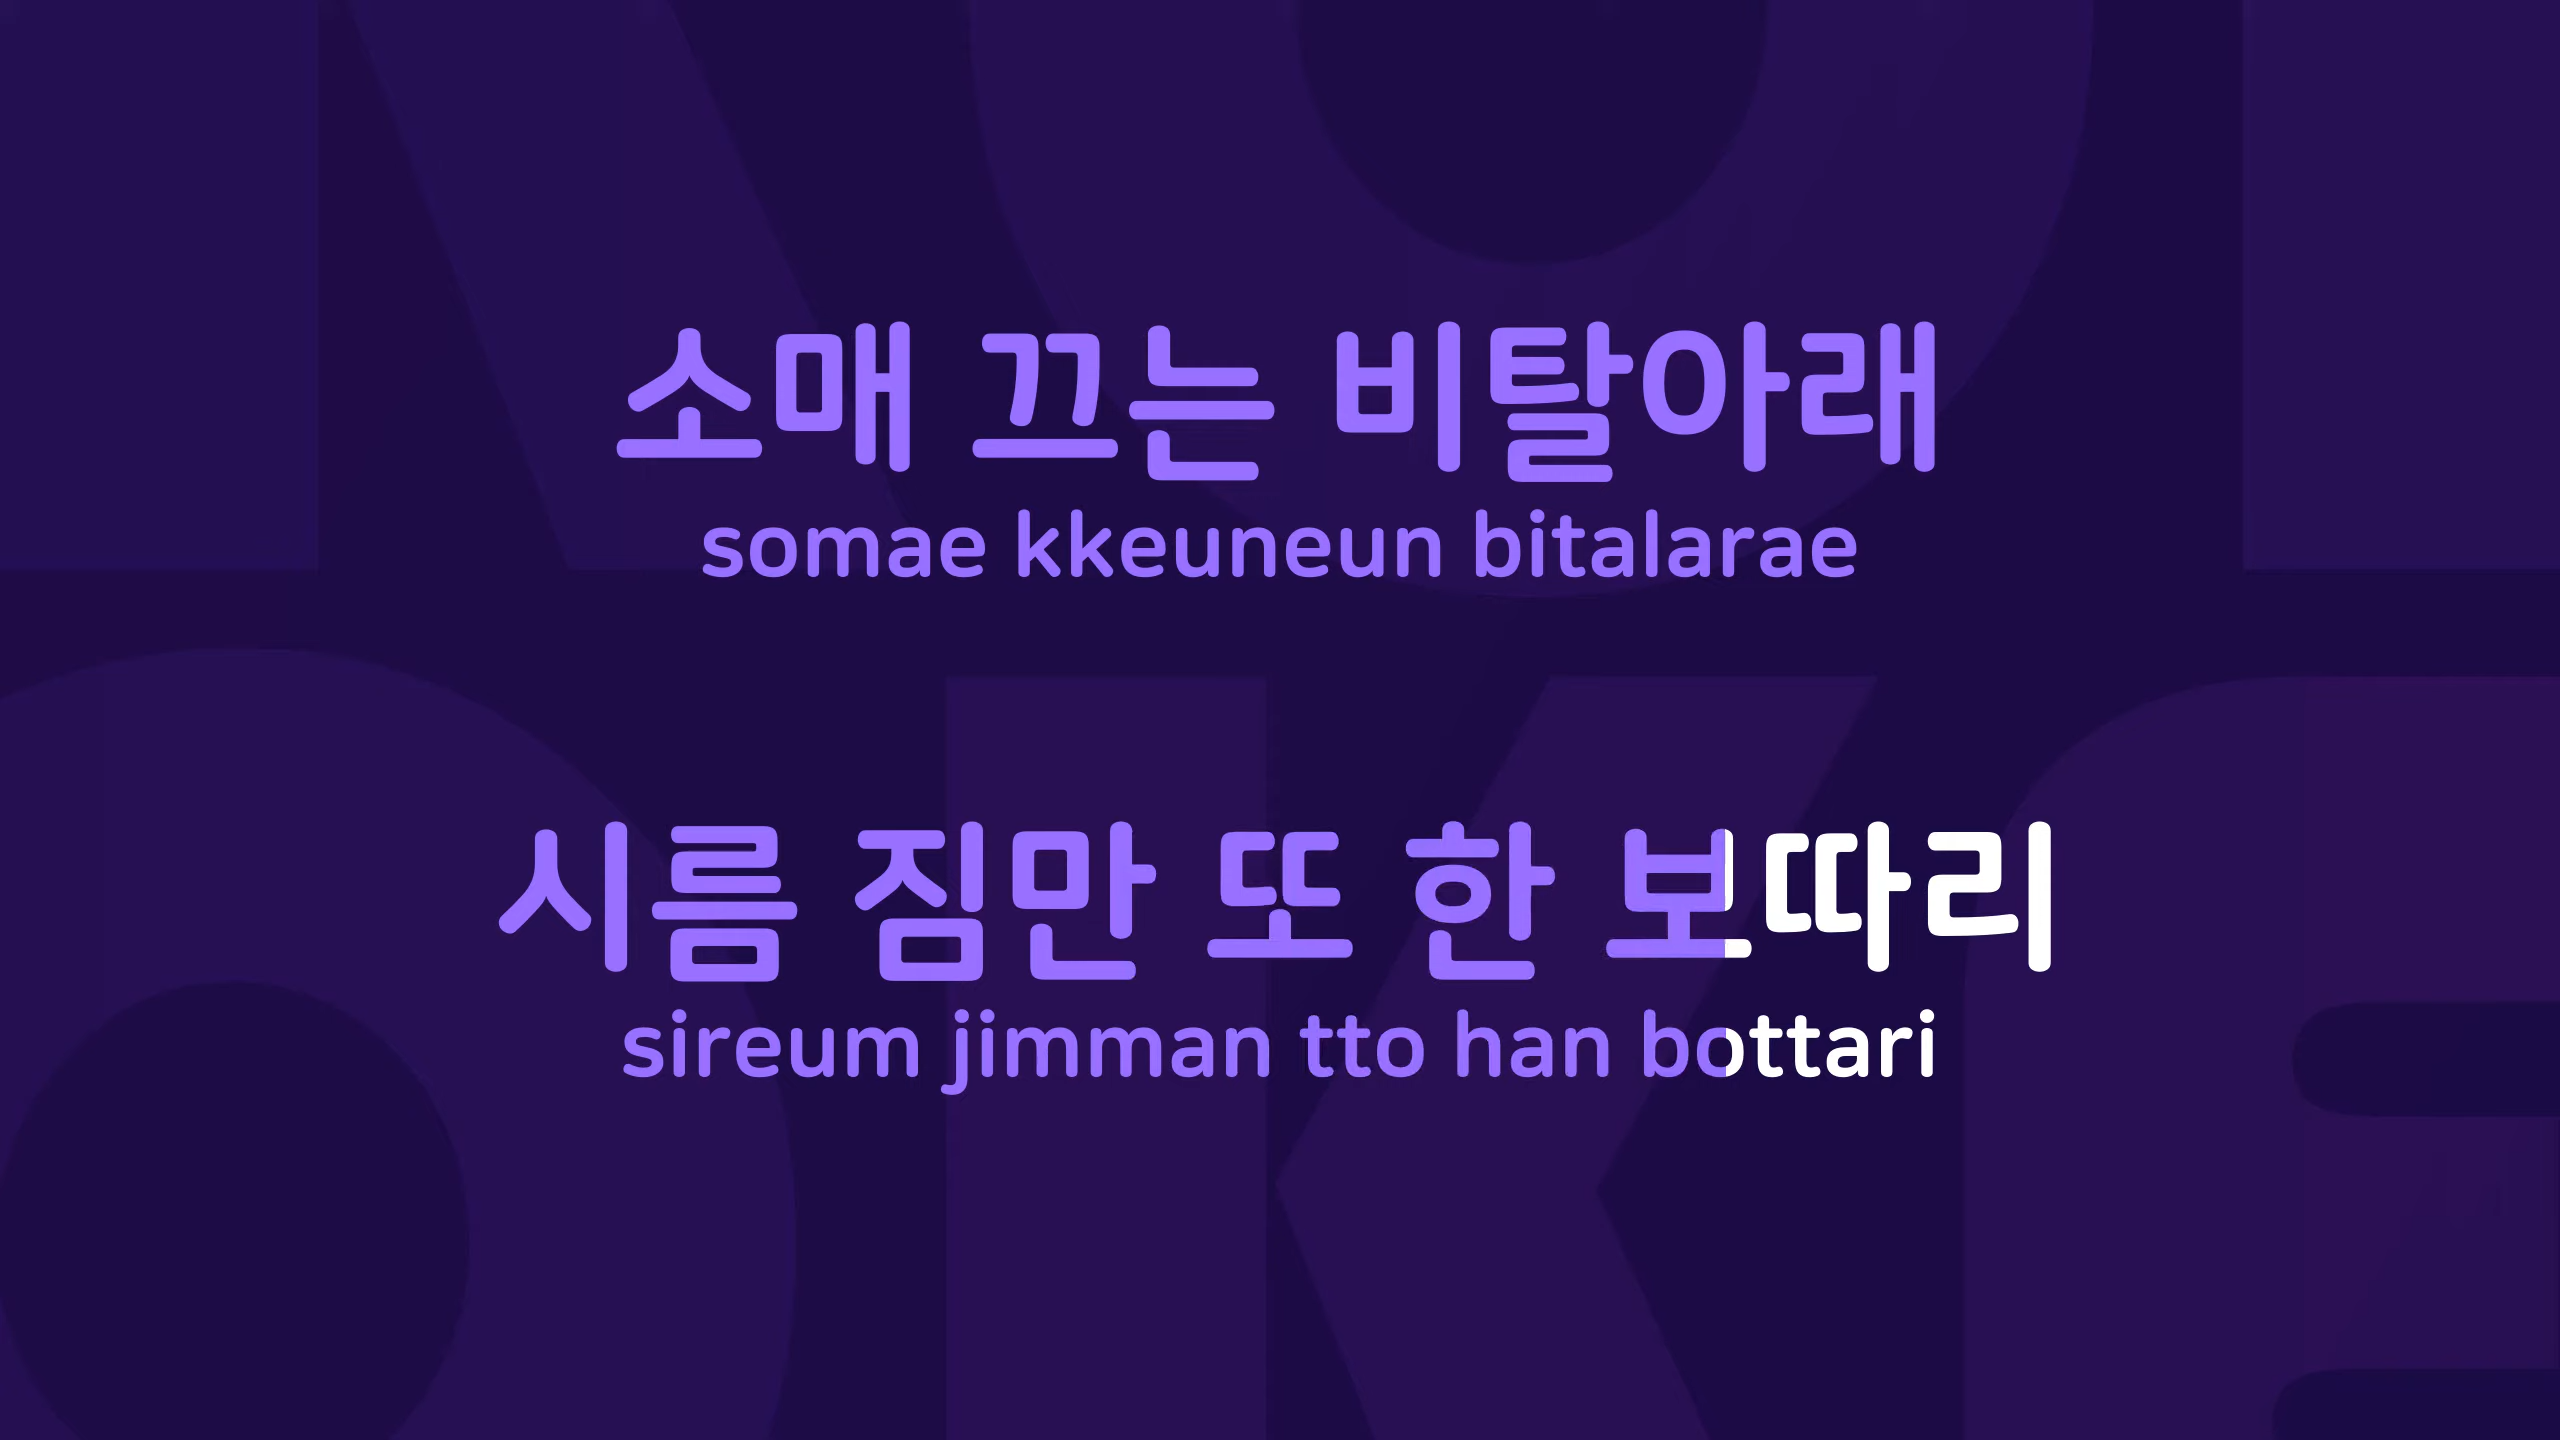 소매 끄는 비탈아래
somae kkeuneun bitalarae
시름 짐만 또 한 보따리
sireum jimman tto han bottari